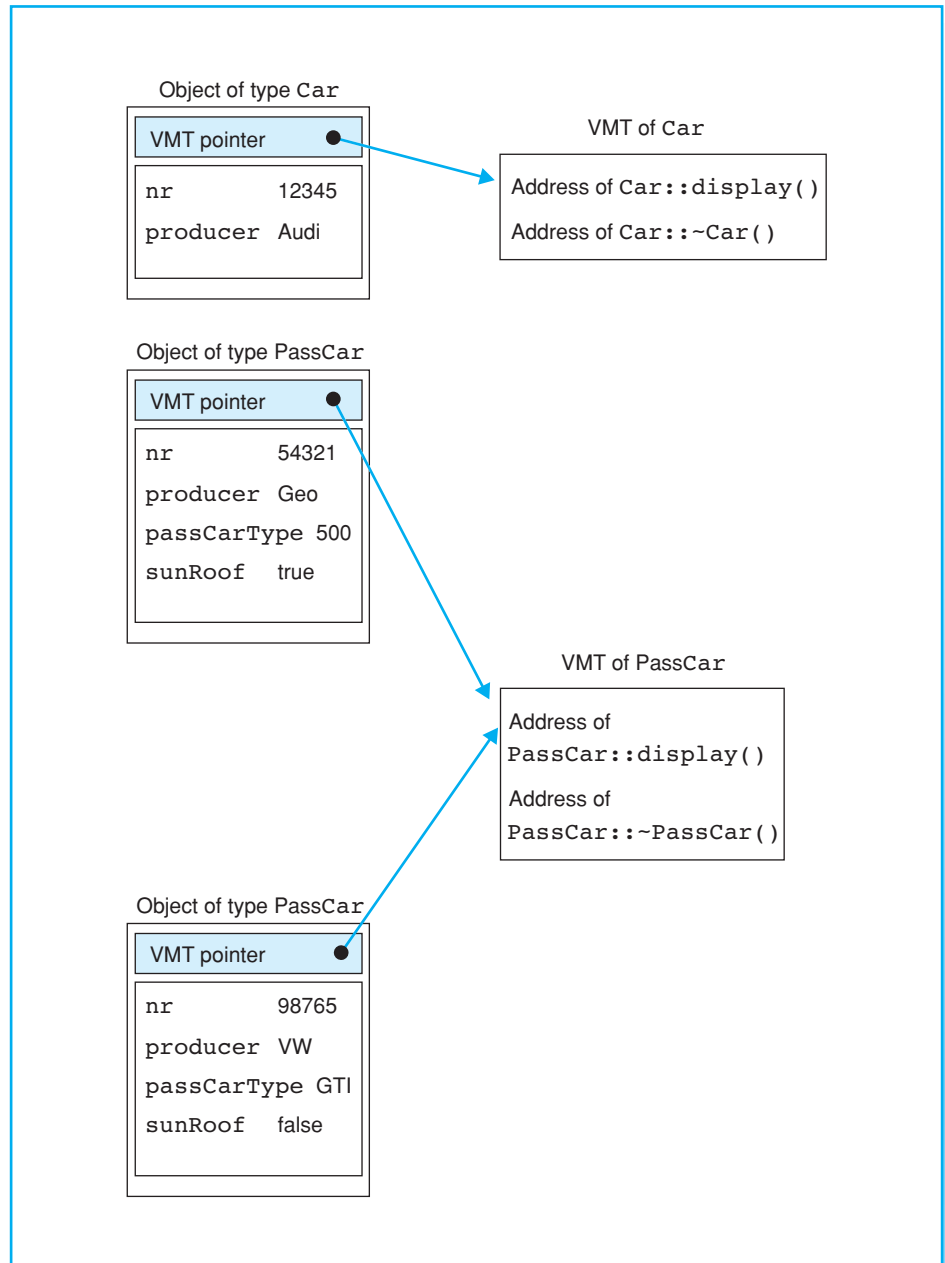 Object of type Car
VMT pointer
nr 12345
producer Audi
VMT of Car
Address of Car::display()
Address of Car::~Car()
Object of type PassCar
VMT pointer
nr 54321
producer Geo
passCarType 500
sunRoof true
VMT of PassCar
Address of
PassCar::display()
Address of
PassCar::~PassCar()
Object of type PassCar
VMT pointer
nr 98765
producer VW
passCarType GTI
sunRoof false